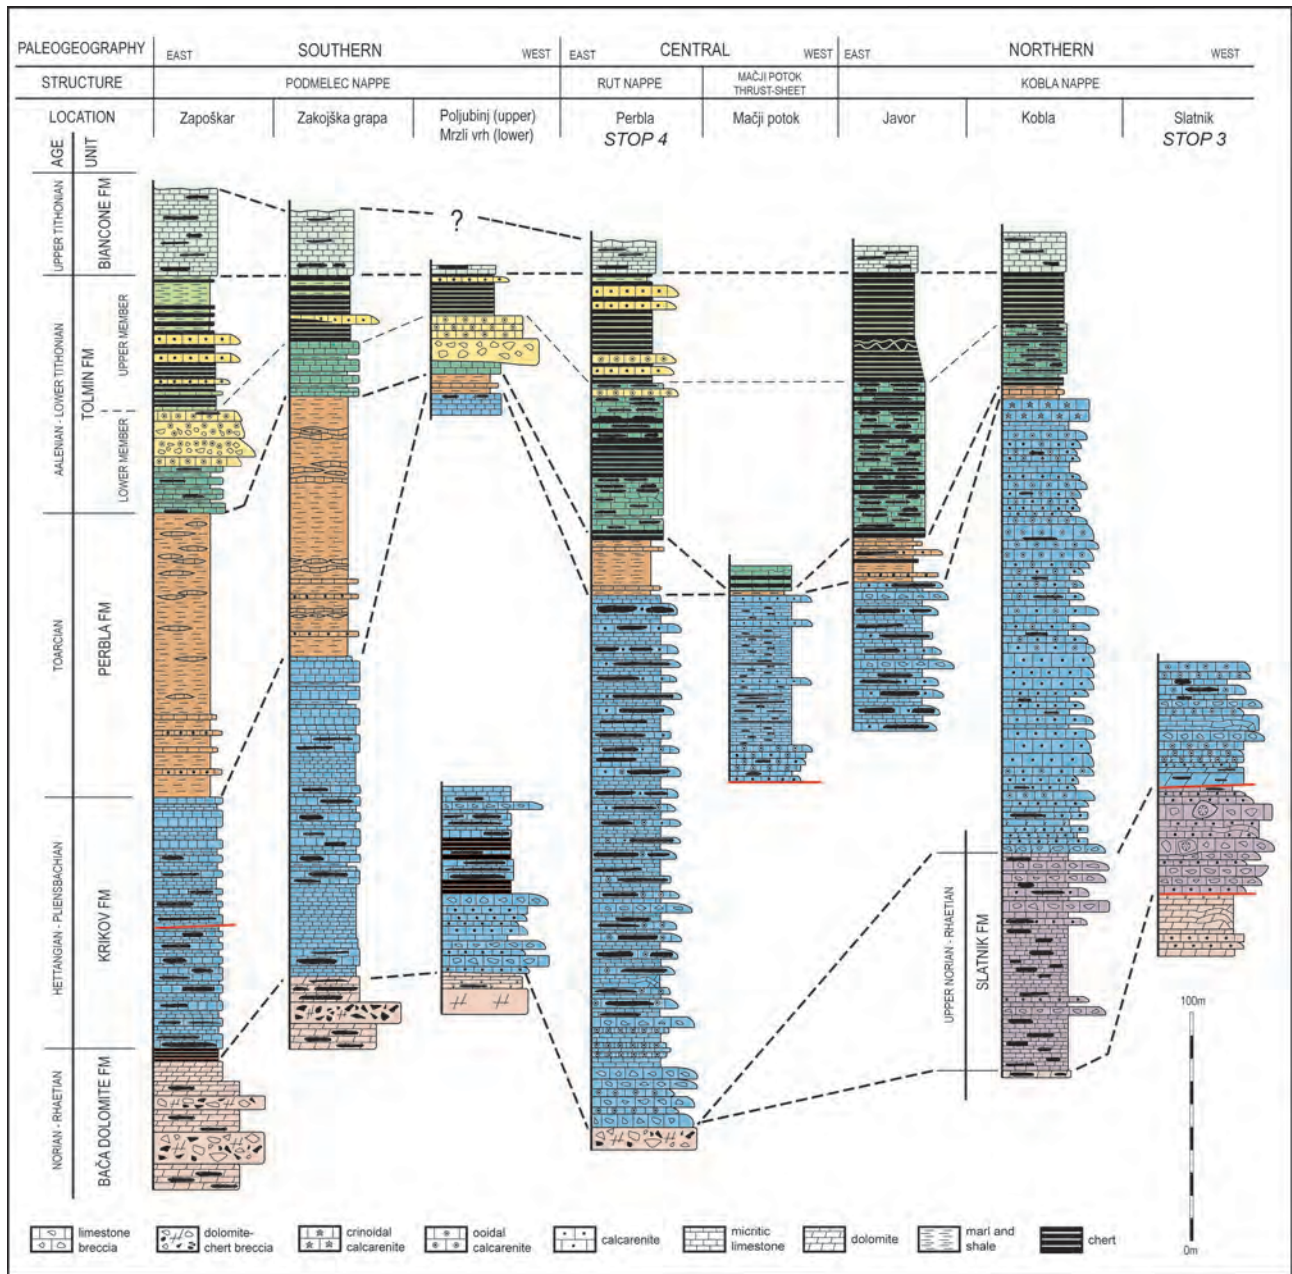 PALEOGEOGRAPHY EAST SOUTHERN WEST EAST CENTRAL WEST EAST NORTHERN WEST
STRUCTURE PODMELEC NAPPE RUT NAPPE MAČJI POTOK THRUST-SHEET KOBLA NAPPE
LOCATION Zapoškar Zakojška grapa Poljubinj (upper) Perbla Mačji potok Javor Kobla Slatnik
Mrzli vrh (lower) STOP 4 STOP 3
AGE UNIT
UPPER TITHONIAN BIANCONE FM
?
AALENIAN - LOWER TITHONIAN TOLMIN FM UPPER MEMBER
LOWER MEMBER
TOARCIAN PERBLA FM
HETTANGIAN - PLIENSBACHIAN KRIKOV FM
UPPER NORIAN - RHAETIAN SLATNIK FM
NORIAN - RHAETIAN BAČA DOLOMITE FM
100m
0m
limestone breccia
dolomite-chert breccia
crinoidal calcarenite
ooidal calcarenite
calcarenite
micritic limestone
dolomite
marl and shale
chert